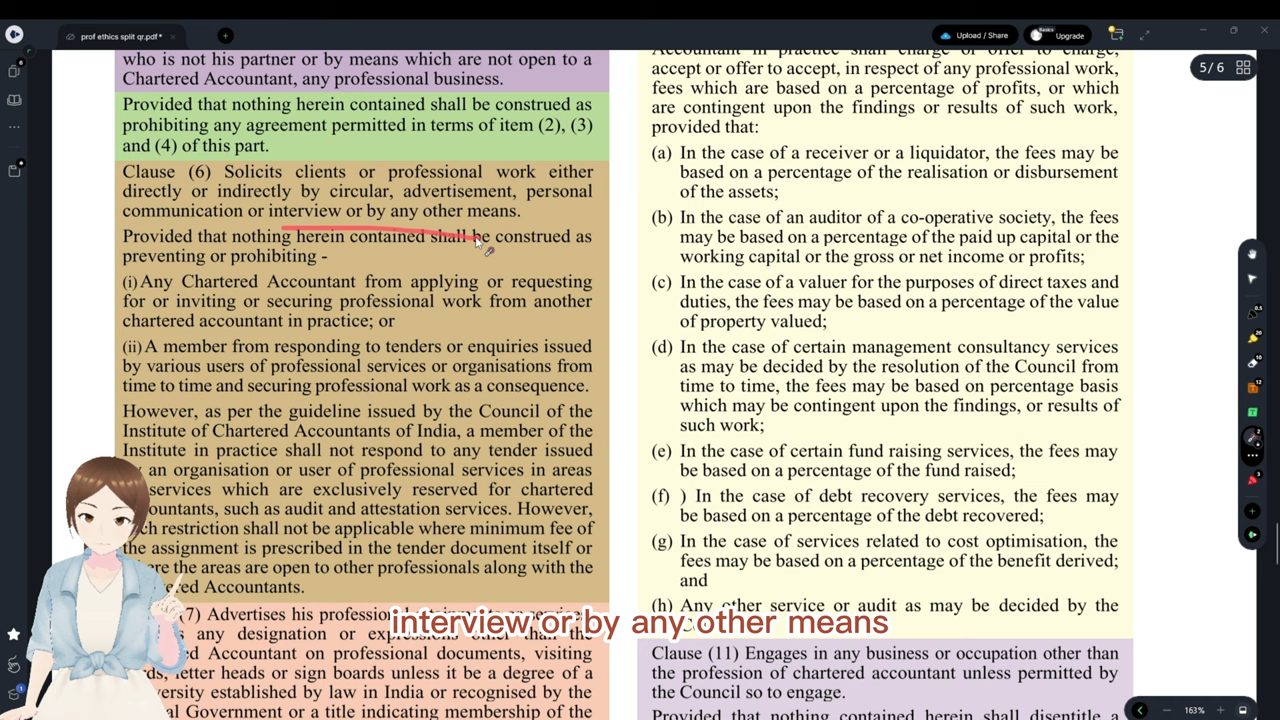 prof ethics split qr.pdf*
Upload / Share
Basics
Upgrade
5 / 6
who is not his partner or by means which are not open to a
Chartered Accountant, any professional business.
Provided that nothing herein contained shall be construed as
prohibiting any agreement permitted in terms of item (2), (3)
and (4) of this part.
Clause (6) Solicits clients or professional work either
directly or indirectly by circular, advertisement, personal
communication or interview or by any other means.
Provided that nothing herein contained shall be construed as
preventing or prohibiting -
(i) Any Chartered Accountant from applying or requesting
for or inviting or securing professional work from another
chartered accountant in practice; or
(ii) A member from responding to tenders or enquiries issued
by various users of professional services or organisations from
time to time and securing professional work as a consequence.
However, as per the guideline issued by the Council of the
Institute of Chartered Accountants of India, a member of the
Institute in practice shall not respond to any tender issued
an organisation or user of professional services in areas
services which are exclusively reserved for chartered
ountants, such as audit and attestation services. However,
ch restriction shall not be applicable where minimum fee of
the assignment is prescribed in the tender document itself or
ere the areas are open to other professionals along with the
ered Accountants.
7) Advertises his profession
any designation or expressions other than the
ed Accountant on professional documents, visiting
rds, letter heads or sign boards unless it be a degree of a
versity established by law in India or recognised by the
al Government or a title indicating membership of the
Accountant in practice shall charge or offer to charge,
accept or offer to accept, in respect of any professional work,
fees which are based on a percentage of profits, or which
are contingent upon the findings or results of such work,
provided that:
(a) In the case of a receiver or a liquidator, the fees may be
based on a percentage of the realisation or disbursement
of the assets;
(b) In the case of an auditor of a co-operative society, the fees
may be based on a percentage of the paid up capital or the
working capital or the gross or net income or profits;
(c) In the case of a valuer for the purposes of direct taxes and
duties, the fees may be based on a percentage of the value
of property valued;
(d) In the case of certain management consultancy services
as may be decided by the resolution of the Council from
time to time, the fees may be based on percentage basis
which may be contingent upon the findings, or results of
such work;
(e) In the case of certain fund raising services, the fees may
be based on a percentage of the fund raised;
(f) ) In the case of debt recovery services, the fees may
be based on a percentage of the debt recovered;
(g) In the case of services related to cost optimisation, the
fees may be based on a percentage of the benefit derived;
and
(h) Any other service or audit as may be decided by the
Clause (11) Engages in any business or occupation other than
the profession of chartered accountant unless permitted by
the Council so to engage.
Provided that nothing contained herein shall disentitle a
interview or by any other means
163%